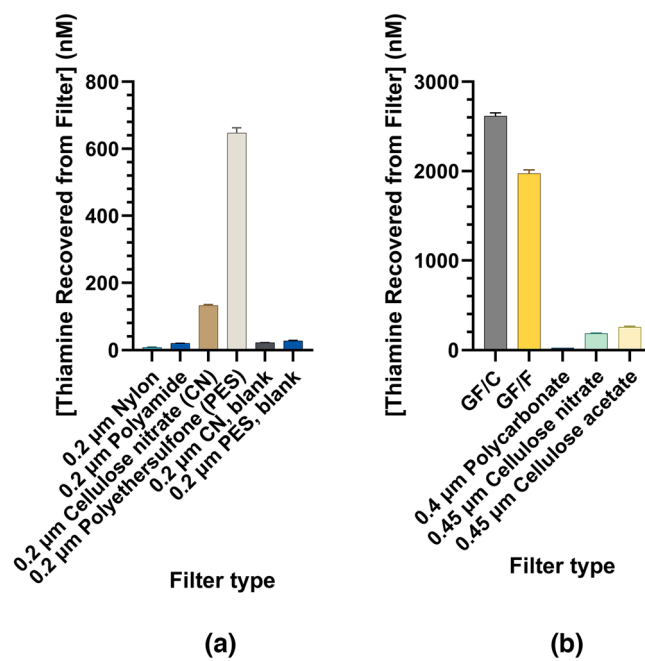 [Thiamine Recovered from Filter] (nM)
800
600
400
200
0
0.2 µm Nylon
0.2 µm Polyamide
0.2 µm Cellulose nitrate (CN)
0.2 µm Polyethersulfone (PES)
0.2 µm CN, blank
0.2 µm PES, blank
Filter type
(a)
[Thiamine Recovered from Filter] (nM)
3000
2000
1000
0
GF/C
GF/F
0.4 µm Polycarbonate
0.45 µm Cellulose nitrate
0.45 µm Cellulose acetate
Filter type
(b)